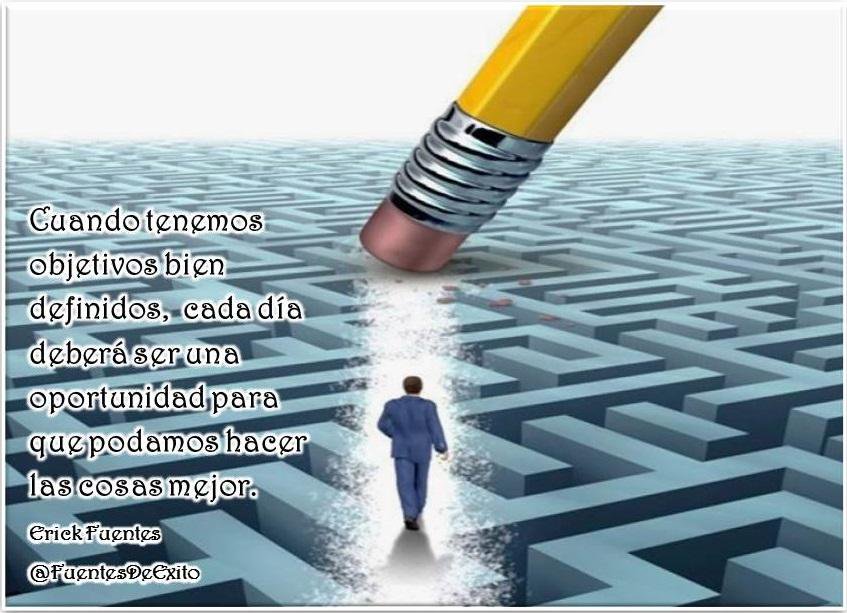 Cuando tenemos
objetivos bien
definidos, cada día
deberá ser una
oportunidad para
que podamos hacer
las cosas mejor.
Erick Fuentes
@FuentesDeExito